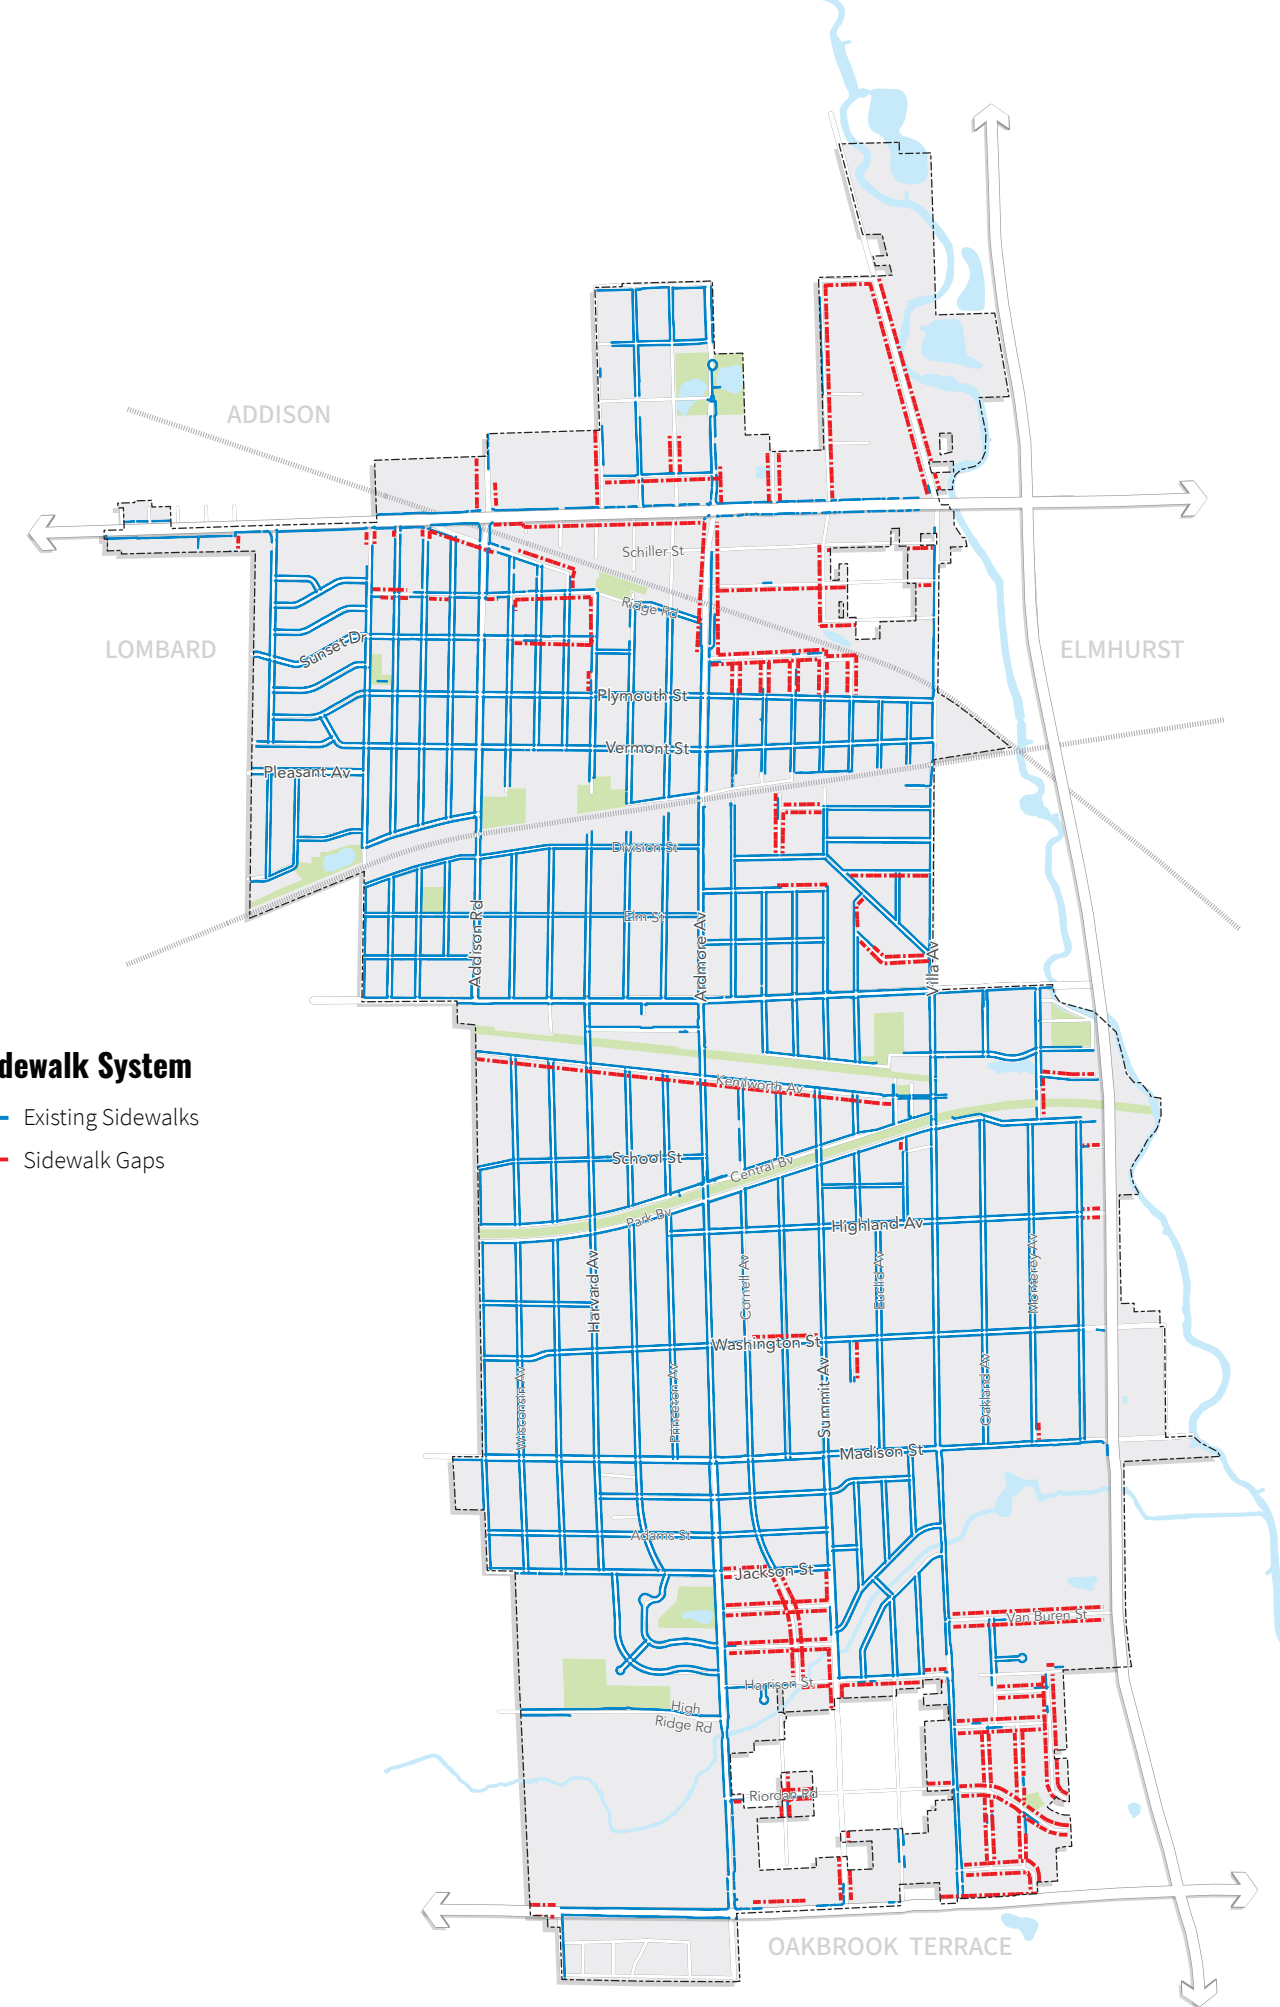 ADDISON
Schiller St
Ridge Rd
LOMBARD
Sunset Dr
ELMHURST
Plymouth St
Vermont St
Pleasant Av
Division St
Addison Rd
Elm St
Ardmore Av
Villa Av
dewalk System
Existing Sidewalks
Sidewalk Gaps
Kenilworth Av
School St
Central Bv
Park Bv
Highland Av
Harvard Av
Cornell Av
Euclid Av
Monterey Av
Washington St
Wisconsin Av
Princeton Av
Summit Av
Oakland Av
Madison St
Adams St
Jackson St
Van Buren St
Harrison St
High
Ridge Rd
Riordan Rd
OAKBROOK TERRACE